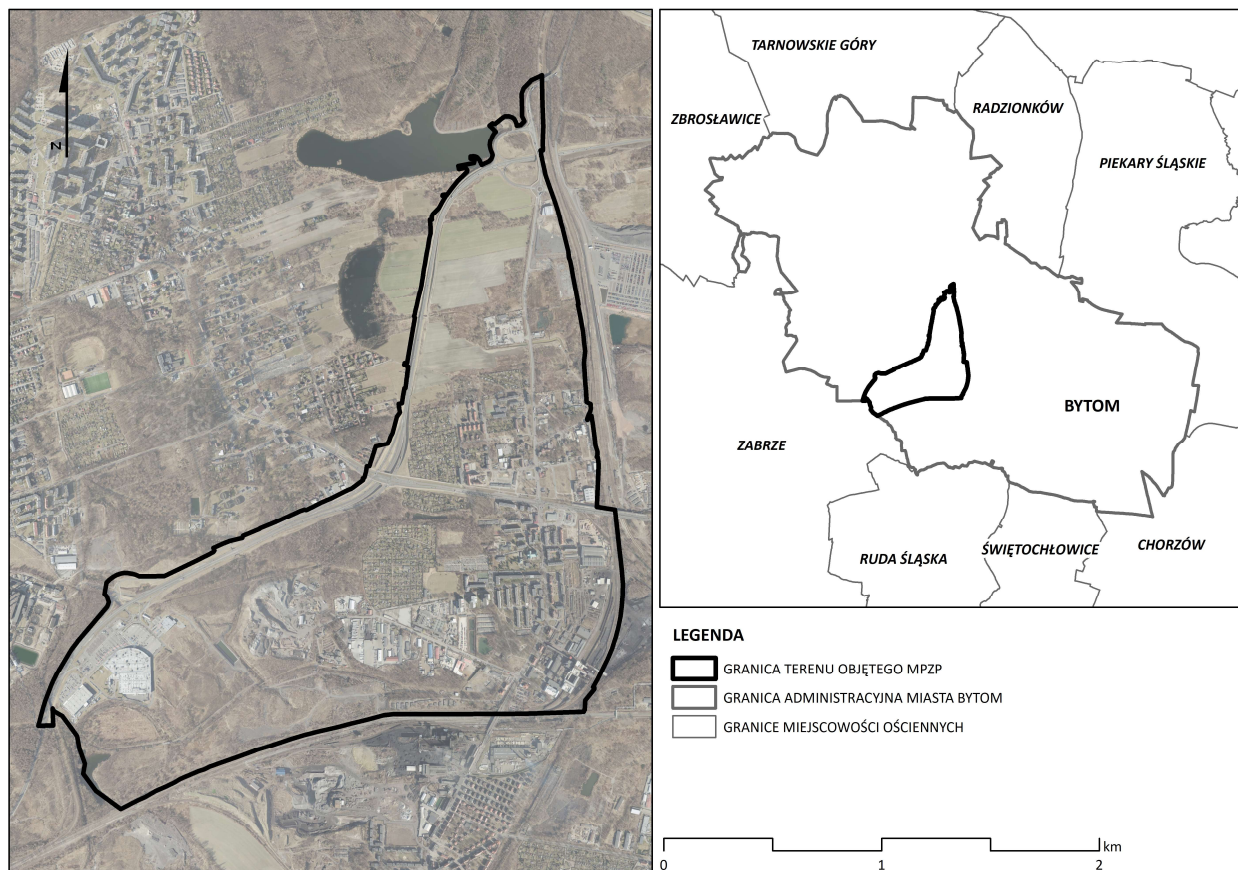 N
TARNOWSKIE GÓRY
ZBROSŁAWICE
RADZIONKÓW
PIEKARY ŚLĄSKIE
BYTOM
ZABRZE
RUDA ŚLĄSKA
ŚWIĘTOCHŁOWICE
CHORZÓW
LEGENDA
GRANICA TERENU OBJĘTEGO MPZP
GRANICA ADMINISTRACYJNA MIASTA BYTOM
GRANICE MIEJSCOWOŚCI OŚCIENNYCH
km
0 1 2